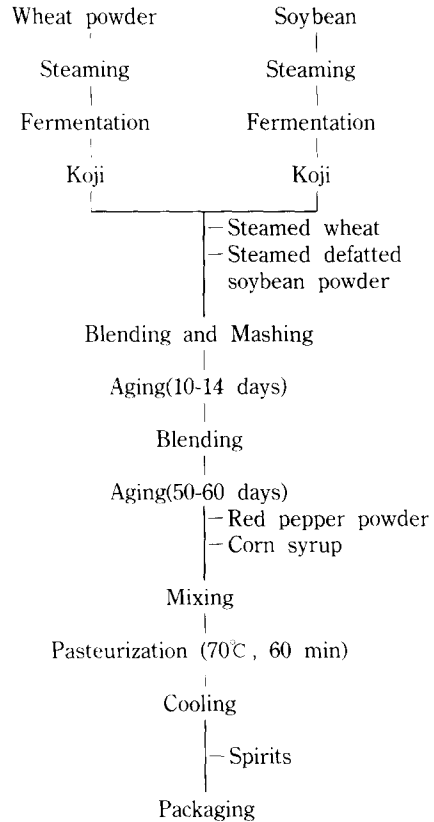 Wheat powder
Soybean
Steaming
Steaming
Fermentation
Fermentation
Koji
Koji
Steamed wheat
Steamed defatted
soybean powder
Blending and Mashing
Aging(10-14 days)
Blending
Aging(50-60 days)
Red pepper powder
Corn syrup
Mixing
Pasteurization (70℃, 60 min)
Cooling
Spirits
Packaging